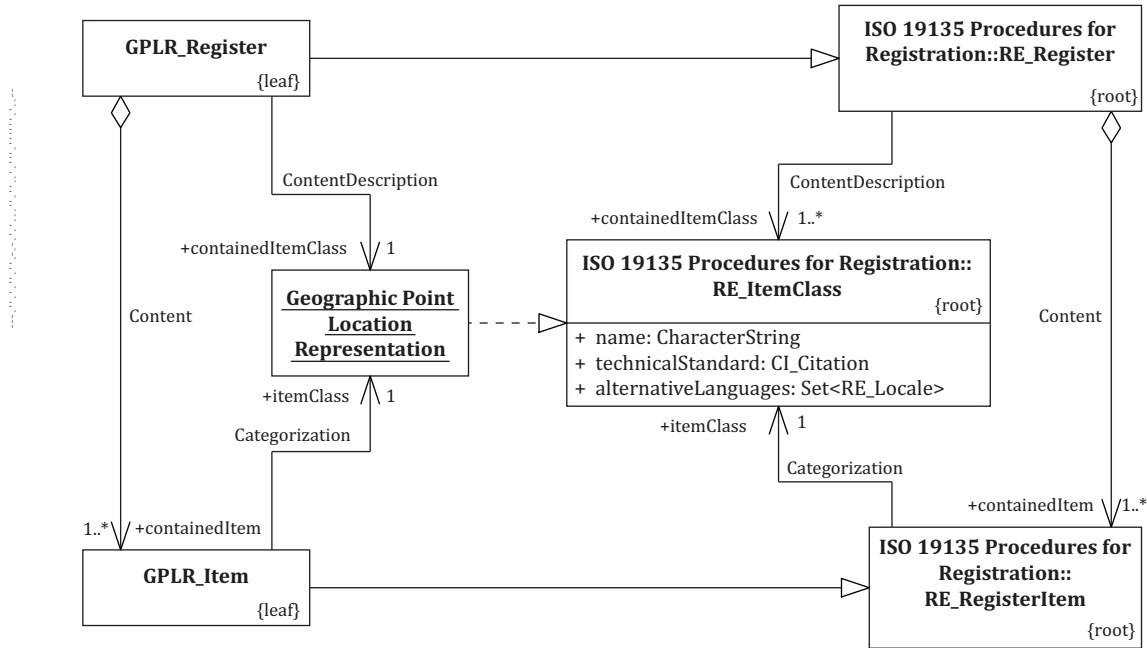 GPLR_Register
{leaf}
ISO 19135 Procedures for
Registration::RE_Register
{root}
ContentDescription
ContentDescription
+containedItemClass
1..*
+containedItemClass
1
Geographic Point
Location
Representation
ISO 19135 Procedures for Registration::
RE_ItemClass
{root}
+ name: CharacterString
+ technicalStandard: CI_Citation
+ alternativeLanguages: Set<RE_Locale>
Content
Content
+itemClass
1
+itemClass
1
Categorization
Categorization
1..*
+containedItem
+containedItem
1..*
GPLR_Item
{leaf}
ISO 19135 Procedures for
Registration::
RE_RegisterItem
{root}